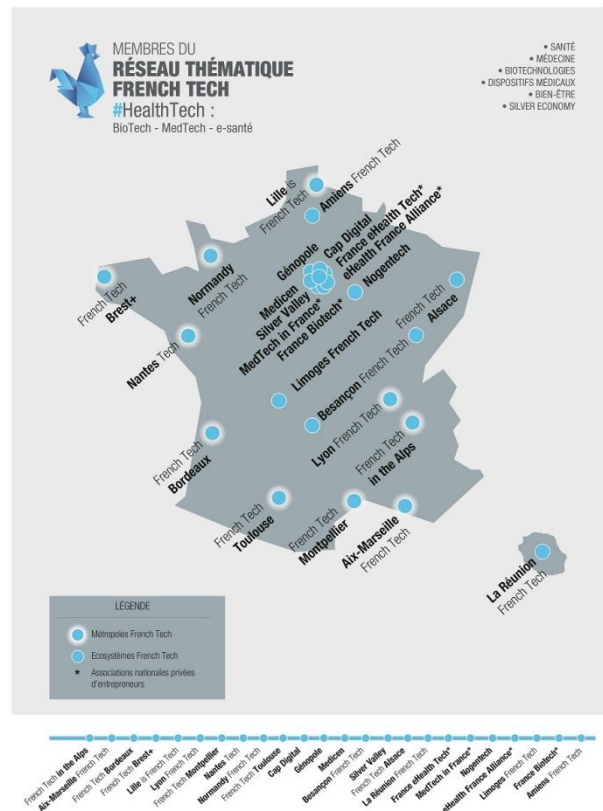 MEMBRES DU
RÉSEAU THÉMATIQUE
FRENCH TECH
#HealthTech :
BioTech - MedTech - e-santé
• SANTÉ
• MÉDECINE
• BIOTECHNOLOGIES
• DISPOSITIFS MÉDICAUX
• BIEN-ÊTRE
• SILVER ECONOMY
Lille is
French Tech
Amiens French Tech
Normandy
French Tech
French Tech
Brest+
Nantes Tech
Génopole
Cap Digital
France eHealth Tech*
eHealth France Alliance*
Nogentech
Medicen
Silver Valley
MedTech in France*
France Biotech*
French Tech
Alsace
Limoges French Tech
Besançon French Tech
Lyon French Tech
French Tech
in the Alps
French Tech
Bordeaux
French Tech
Toulouse
French Tech
Montpellier
Aix-Marseille
French Tech
La Réunion
French Tech
LÉGENDE
Métropoles French Tech
Ecosystèmes French Tech
* Associations nationales privées
d'entrepreneurs
French Tech in the Alps
Aix-Marseille French Tech
French Tech Bordeaux
French Tech Brest+
Lille is French Tech
Lyon French Tech
French Tech Montpellier
Nantes Tech
Normandy French Tech
French Tech Toulouse
Cap Digital
Génopole
Medicen
Besançon French Tech
Silver Valley
French Tech Alsace
La Réunion French Tech
France eHealth Tech*
MedTech in France*
Nogentech
eHealth France Alliance*
Limoges French Tech
France Biotech*
Amiens French Tech